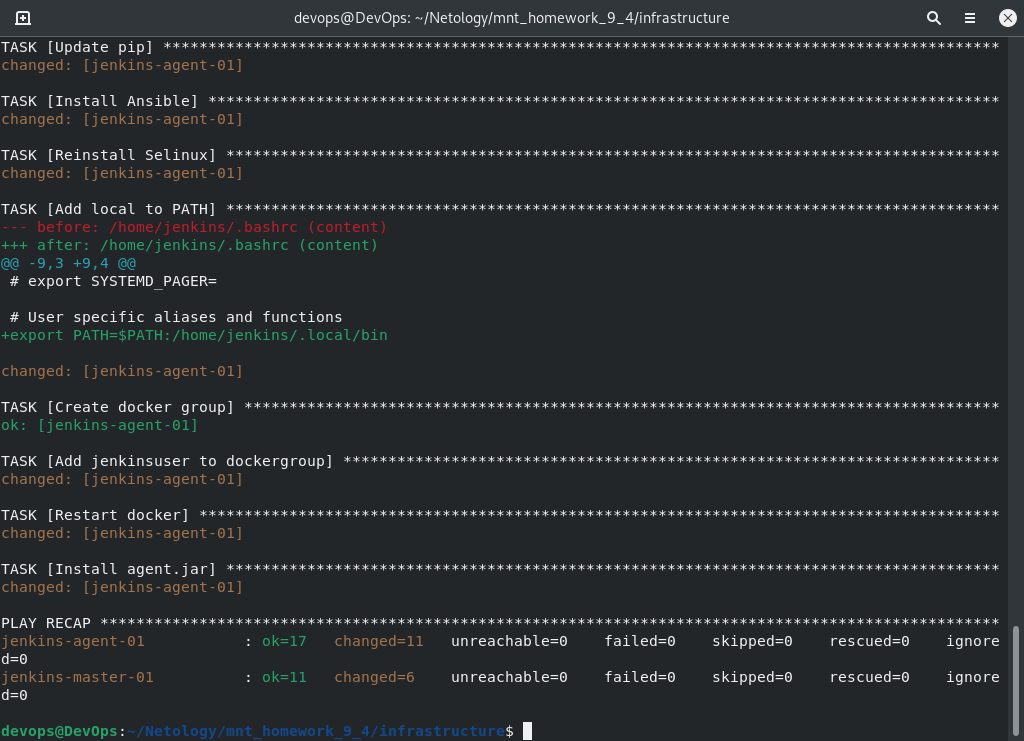 devops@DevOps: ~/Netology/mnt_homework_9_4/infrastructure
TASK [Update pip] *********************************************************************************************
changed: [jenkins-agent-01]
TASK [Install Ansible] ****************************************************************************************
changed: [jenkins-agent-01]
TASK [Reinstall Selinux] **************************************************************************************
changed: [jenkins-agent-01]
TASK [Add local to PATH] **************************************************************************************
--- before: /home/jenkins/.bashrc (content)
+++ after: /home/jenkins/.bashrc (content)
@@ -9,3 +9,4 @@
 # export SYSTEMD_PAGER=
 # User specific aliases and functions
+export PATH=$PATH:/home/jenkins/.local/bin
changed: [jenkins-agent-01]
TASK [Create docker group] ************************************************************************************
ok: [jenkins-agent-01]
TASK [Add jenkinsuser to dockergroup] *************************************************************************
changed: [jenkins-agent-01]
TASK [Restart docker] *****************************************************************************************
changed: [jenkins-agent-01]
TASK [Install agent.jar] **************************************************************************************
changed: [jenkins-agent-01]
PLAY RECAP ****************************************************************************************************
jenkins-agent-01           : ok=17   changed=11   unreachable=0    failed=0    skipped=0    rescued=0    ignore
d=0
jenkins-master-01          : ok=11   changed=6    unreachable=0    failed=0    skipped=0    rescued=0    ignore
d=0
devops@DevOps:~/Netology/mnt_homework_9_4/infrastructure$